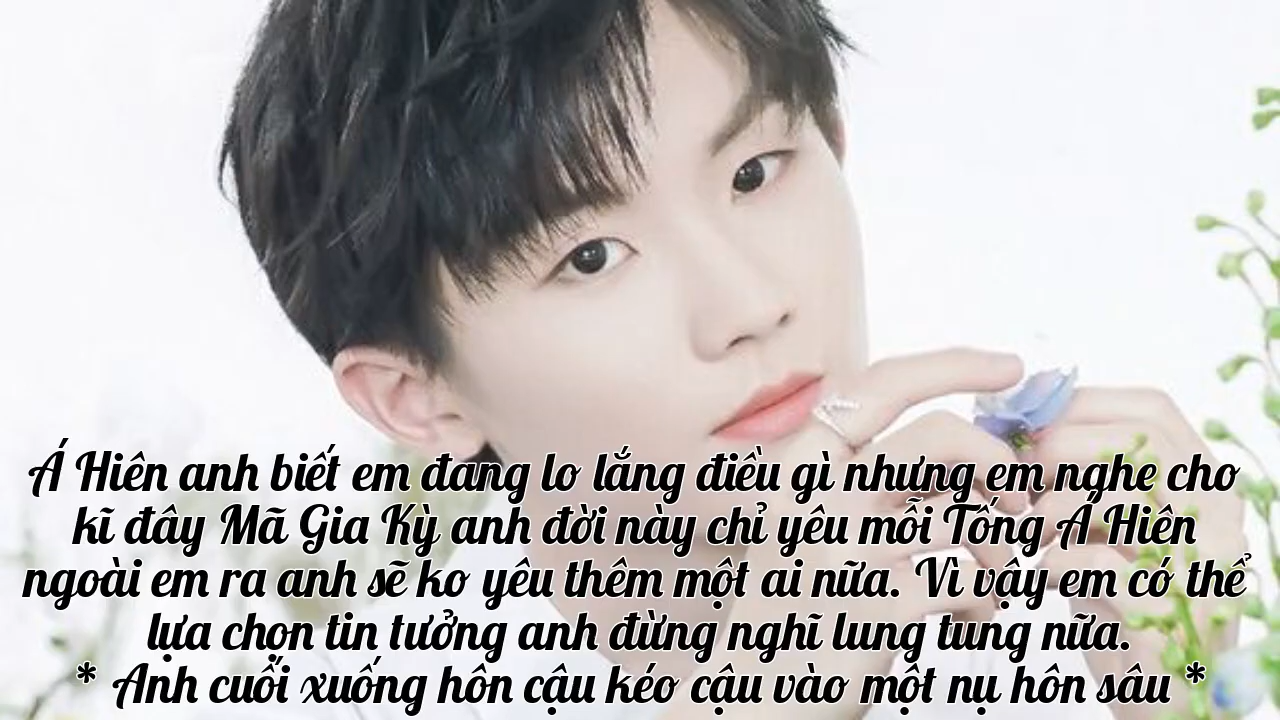 Á Hiên anh biết em đang lo lắng điều gì nhưng em nghe cho
kĩ đây Mã Gia Kỳ anh đời này chỉ yêu mỗi Tống Á Hiên
ngoài em ra anh sẽ ko yêu thêm một ai nữa. Vì vậy em có thể
lựa chọn tin tưởng anh đừng nghĩ lung tung nữa.
* Anh cuối xuống hôn cậu kéo cậu vào một nụ hôn sâu *